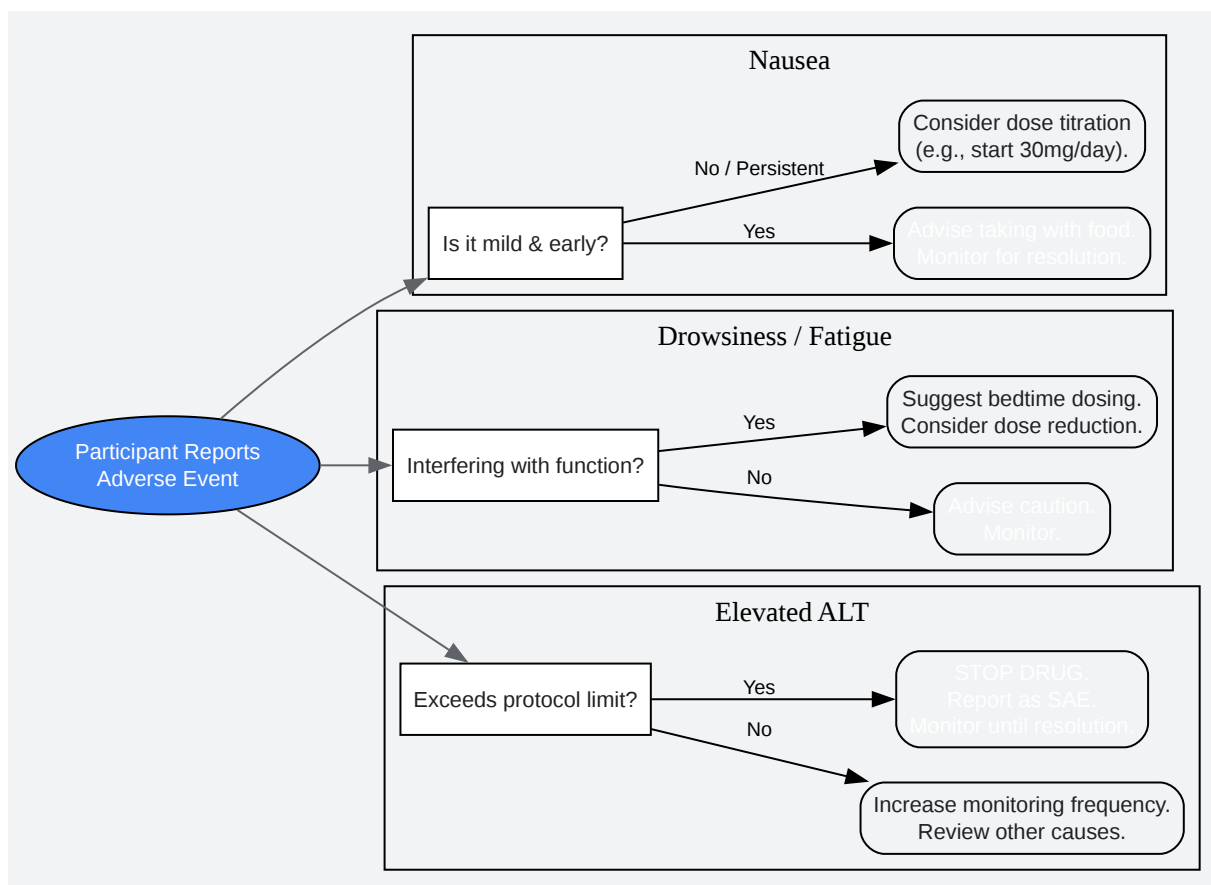 Participant Reports
Adverse Event
Nausea
Is it mild & early?
No / Persistent
Consider dose titration
(e.g., start 30mg/day).
Yes
Advise taking with food.
Monitor for resolution.
Drowsiness / Fatigue
Interfering with function?
Yes
Suggest bedtime dosing.
Consider dose reduction.
No
Advise caution.
Monitor.
Elevated ALT
Exceeds protocol limit?
Yes
STOP DRUG.
Report as SAE.
Monitor until resolution.
No
Increase monitoring frequency.
Review other causes.